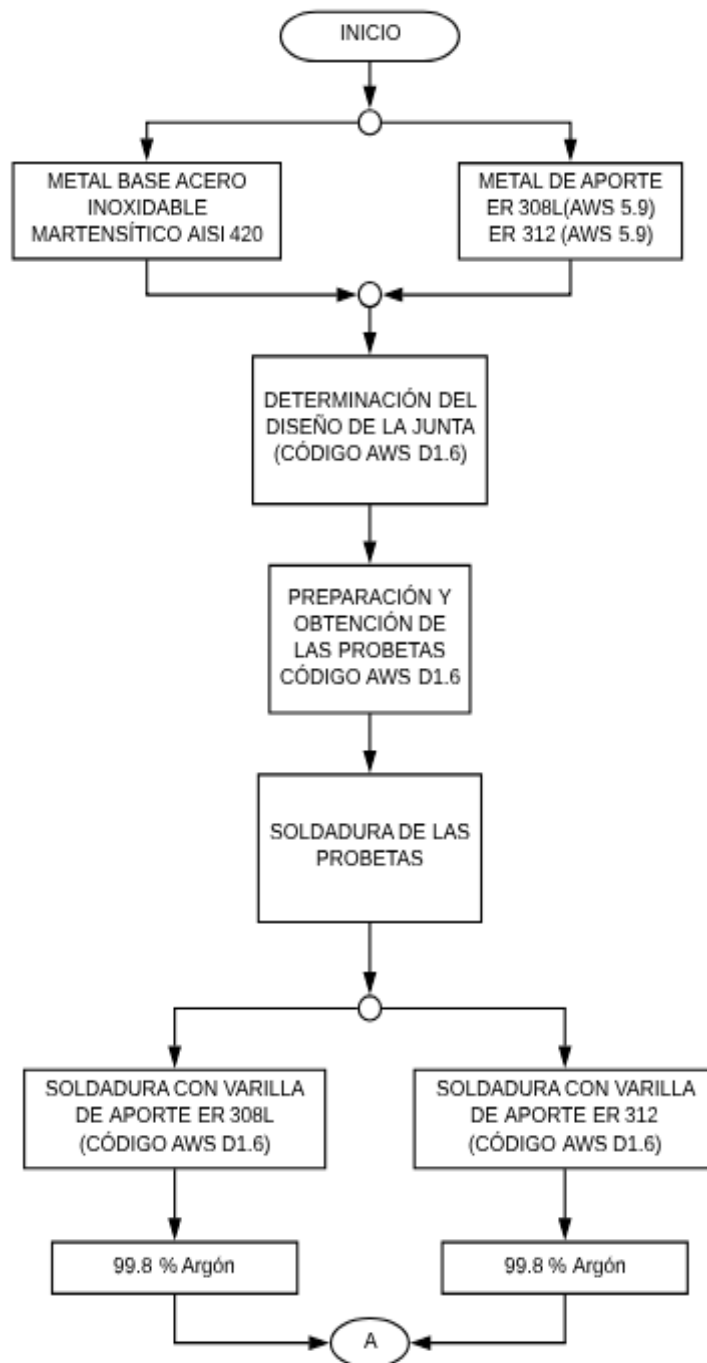 INICIO
METAL BASE ACERO
INOXIDABLE
MARTENSÍTICO AISI 420
METAL DE APORTE
ER 308L(AWS 5.9)
ER 312 (AWS 5.9)
DETERMINACIÓN DEL
DISEÑO DE LA JUNTA
(CÓDIGO AWS D1.6)
PREPARACIÓN Y
OBTENCIÓN DE
LAS PROBETAS
CÓDIGO AWS D1.6
SOLDADURA DE LAS
PROBETAS
SOLDADURA CON VARILLA
DE APORTE ER 308L
(CÓDIGO AWS D1.6)
SOLDADURA CON VARILLA
DE APORTE ER 312
(CÓDIGO AWS D1.6)
99.8 % Argón
99.8 % Argón
A